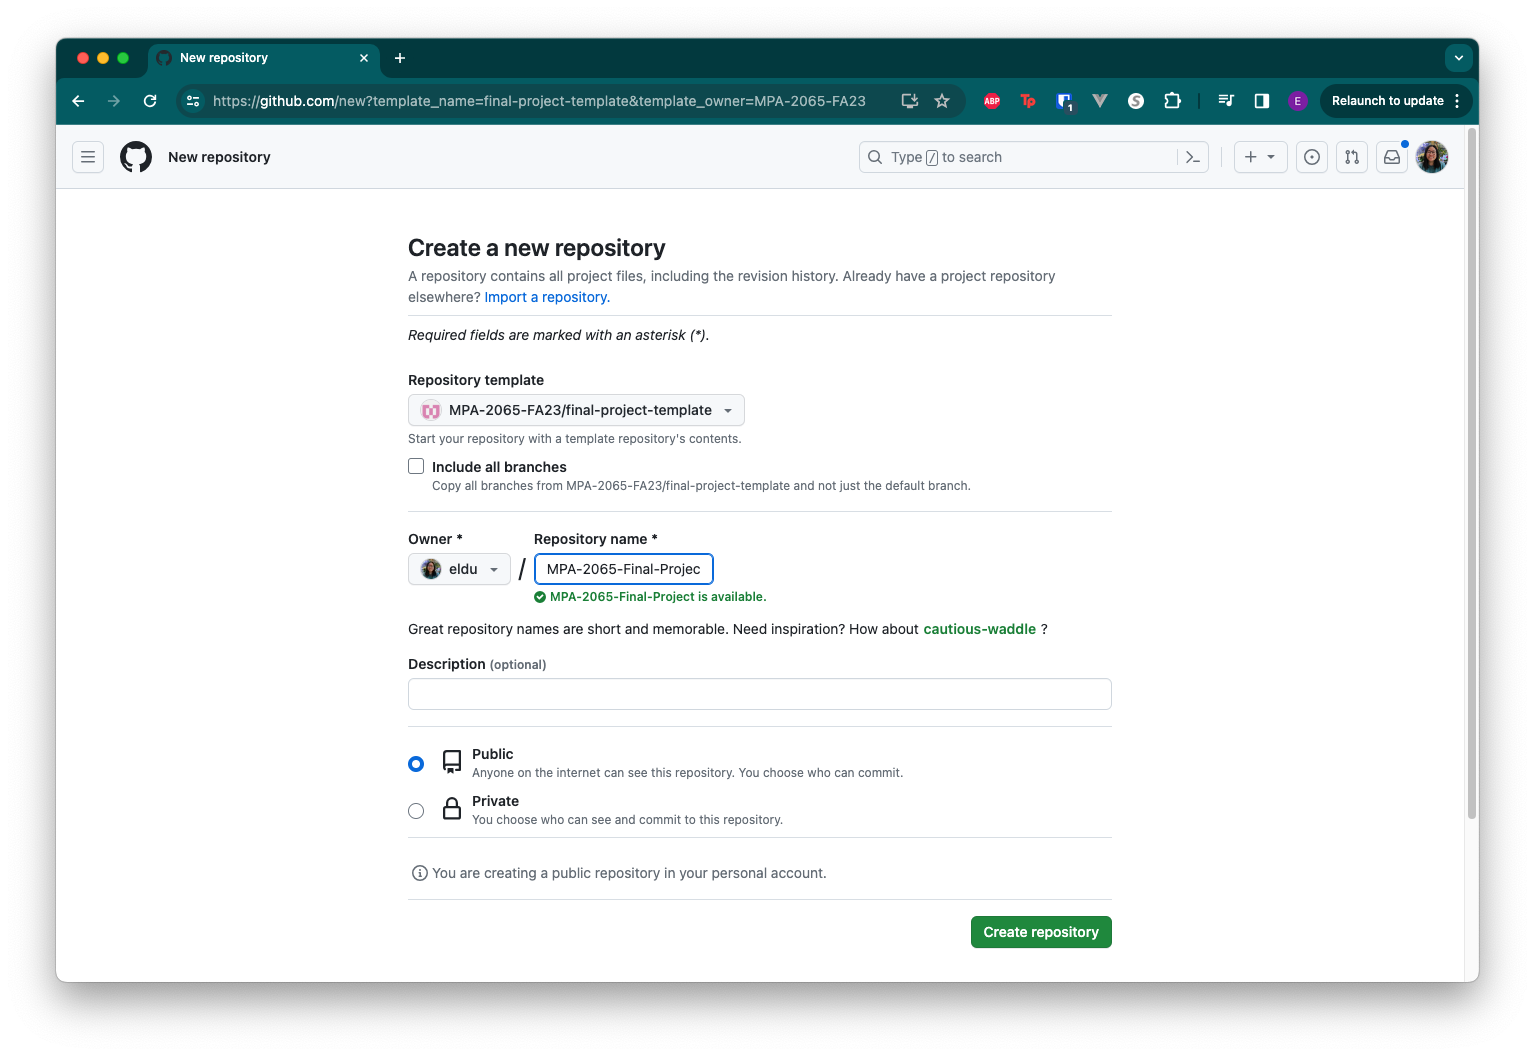 New repository
https://github.com/new?template_name=final-project-template&template_owner=MPA-2065-FA23
ABP
Tp
1
S
E
Relaunch to update
New repository
Type / to search
Create a new repository
A repository contains all project files, including the revision history. Already have a project repository
elsewhere? Import a repository.
Required fields are marked with an asterisk (*).
Repository template
MPA-2065-FA23/final-project-template
Start your repository with a template repository's contents.
Include all branches
Copy all branches from MPA-2065-FA23/final-project-template and not just the default branch.
Owner *
Repository name *
eldu
/
MPA-2065-Final-Projec
MPA-2065-Final-Project is available.
Great repository names are short and memorable. Need inspiration? How about cautious-waddle ?
Description (optional)
Public
Anyone on the internet can see this repository. You choose who can commit.
Private
You choose who can see and commit to this repository.
You are creating a public repository in your personal account.
Create repository